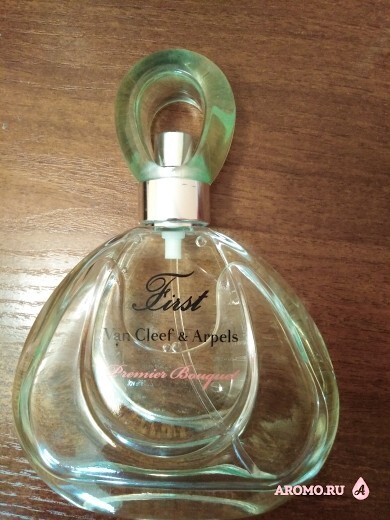 First
Van Cleef & Arpels
Premier Bouquet
AROMO.RU